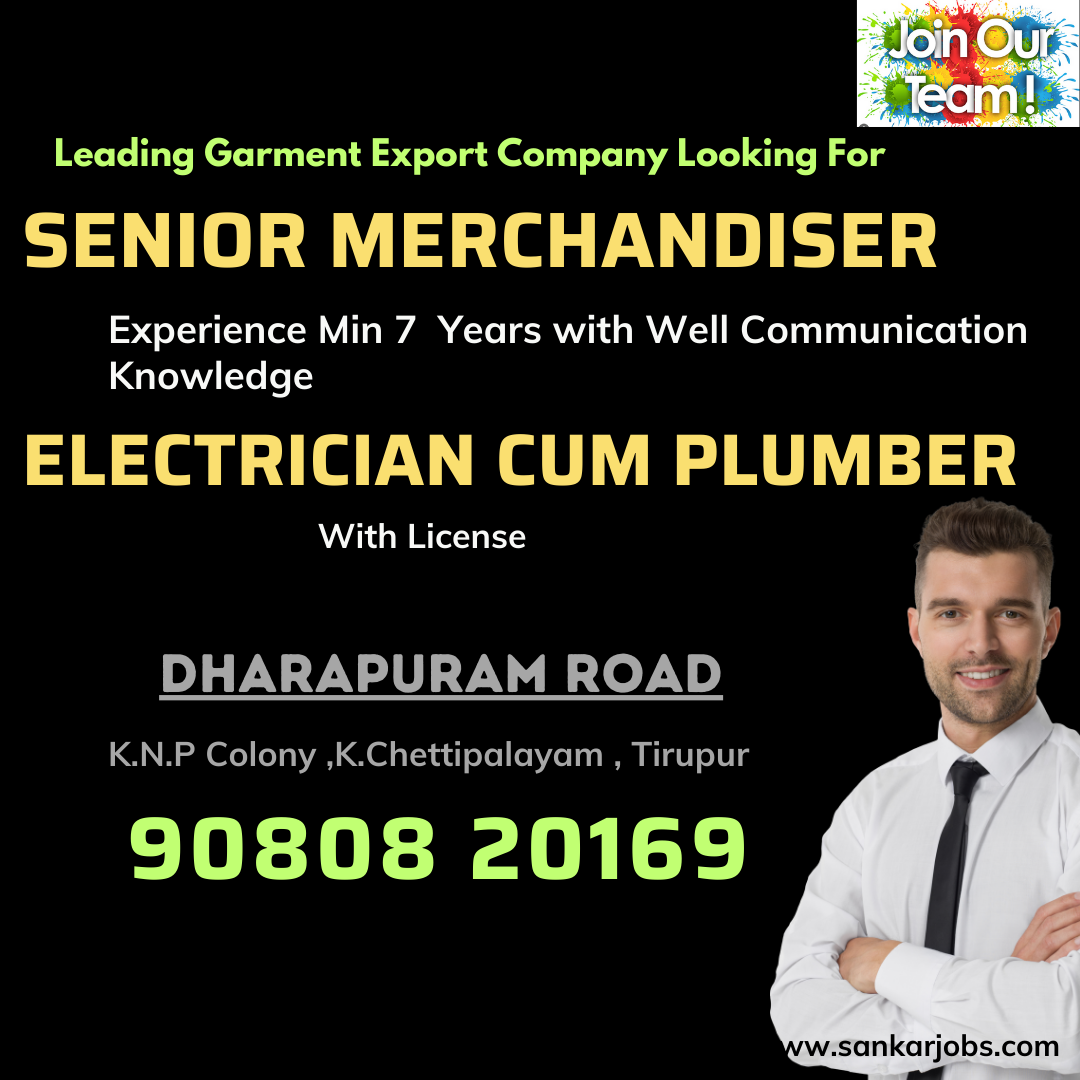 Join Our
Team !
Leading Garment Export Company Looking For
SENIOR MERCHANDISER
Experience Min 7 Years with Well Communication
Knowledge
ELECTRICIAN CUM PLUMBER
With License
DHARAPURAM ROAD
K.N.P Colony ,K.Chettipalayam , Tirupur
90808 20169
www.sankarjobs.com